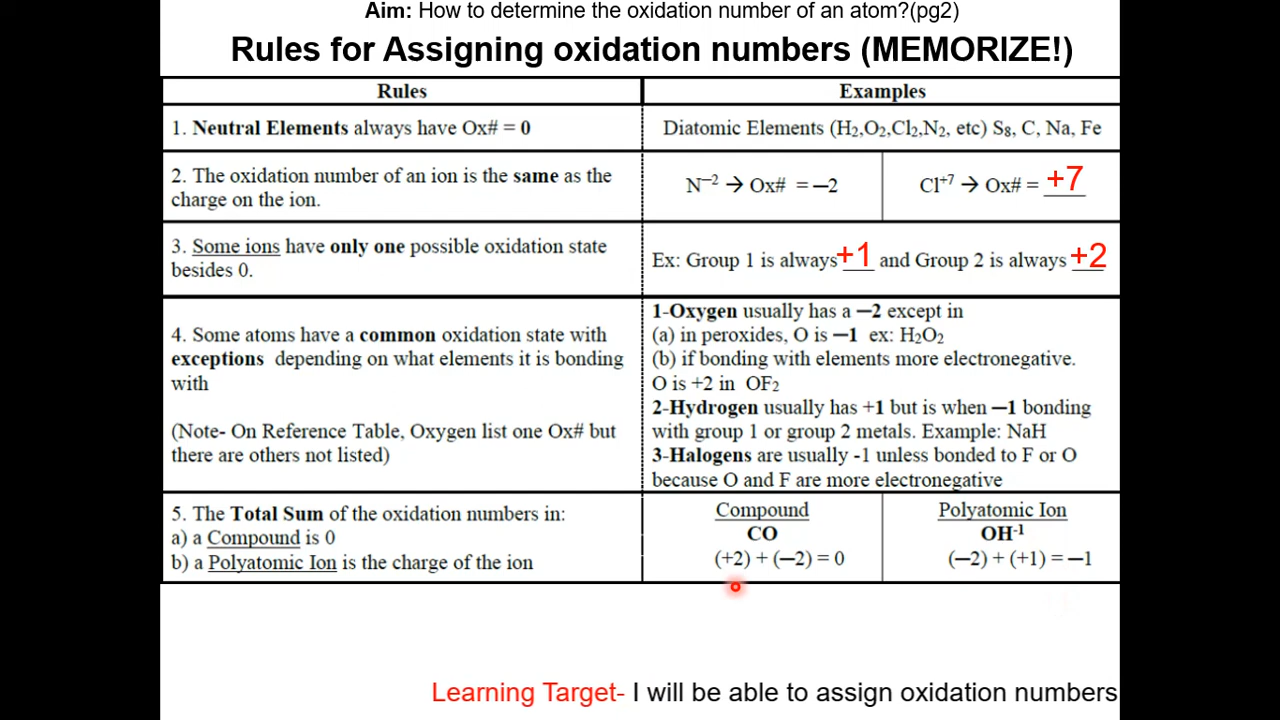 Aim: How to determine the oxidation number of an atom?(pg2)
Rules for Assigning oxidation numbers (MEMORIZE!)
Rules
Examples
1. Neutral Elements always have Ox# = 0
Diatomic Elements (H₂,O₂,Cl₂,N₂, etc) S₈, C, Na, Fe
2. The oxidation number of an ion is the same as the
charge on the ion.
N⁻² → Ox# = –2
Cl⁺⁷ → Ox# = +7
3. Some ions have only one possible oxidation state
besides 0.
Ex: Group 1 is always +1 and Group 2 is always +2
4. Some atoms have a common oxidation state with
exceptions depending on what elements it is bonding
with
(Note- On Reference Table, Oxygen list one Ox# but
there are others not listed)
1-Oxygen usually has a –2 except in
(a) in peroxides, O is –1 ex: H₂O₂
(b) if bonding with elements more electronegative.
O is +2 in OF₂
2-Hydrogen usually has +1 but is when –1 bonding
with group 1 or group 2 metals. Example: NaH
3-Halogens are usually -1 unless bonded to F or O
because O and F are more electronegative
5. The Total Sum of the oxidation numbers in:
a) a Compound is 0
b) a Polyatomic Ion is the charge of the ion
Compound
CO
(+2) + (–2) = 0
Polyatomic Ion
OH⁻¹
(–2) + (+1) = –1
Learning Target- I will be able to assign oxidation numbers